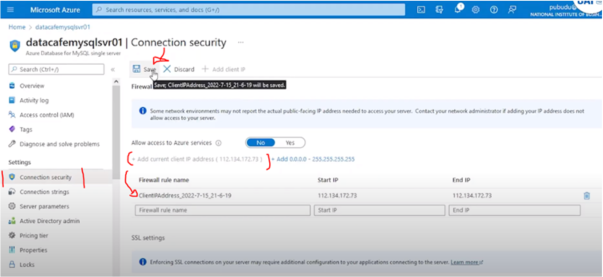 Microsoft Azure
Search resources, services, and docs (G+/)
pubudu@
NATIONAL INSTITUTE OF BUSIN
Home > datacafemysqlsvr01
datacafemysqlsvr01 | Connection security ...
Azure Database for MySQL single server
Search (Ctrl+/)
Save
Discard
+ Add client IP
Save; ClientIPAddress_2022-7-15_21-6-19 will be saved.
Firewal
Some network environments may not report the actual public-facing IP address needed to access your server. Contact your network administrator if adding your IP address does not
allow access to your server.
Overview
Activity log
Access control (IAM)
Tags
Diagnose and solve problems
Settings
Connection security
Connection strings
Server parameters
Active Directory admin
Pricing tier
Properties
Locks
Allow access to Azure services
No
Yes
+ Add current client IP address ( 112.134.172.73 )
+ Add 0.0.0.0 - 255.255.255.255
Firewall rule name
Start IP
End IP
ClientIPAddress_2022-7-15_21-6-19
112.134.172.73
112.134.172.73
Firewall rule name
Start IP
End IP
SSL settings
Enforcing SSL connections on your server may require additional configuration to your applications connecting to the server. Learn more